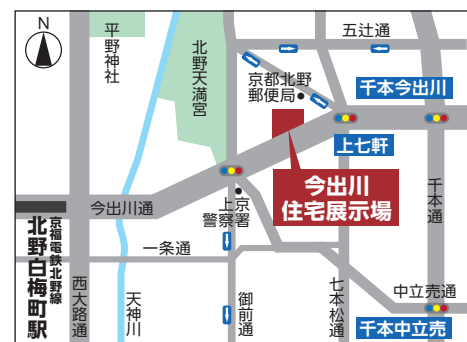 N
平野神社
北野天満宮
五辻通
京都北野
郵便局
千本今出川
上七軒
今出川
住宅展示場
上京
警察署
今出川通
千本通
京福電鉄北野線
北野白梅町駅
一条通
西大路通
天神川
御前通
七本松通
中立売通
千本中立売